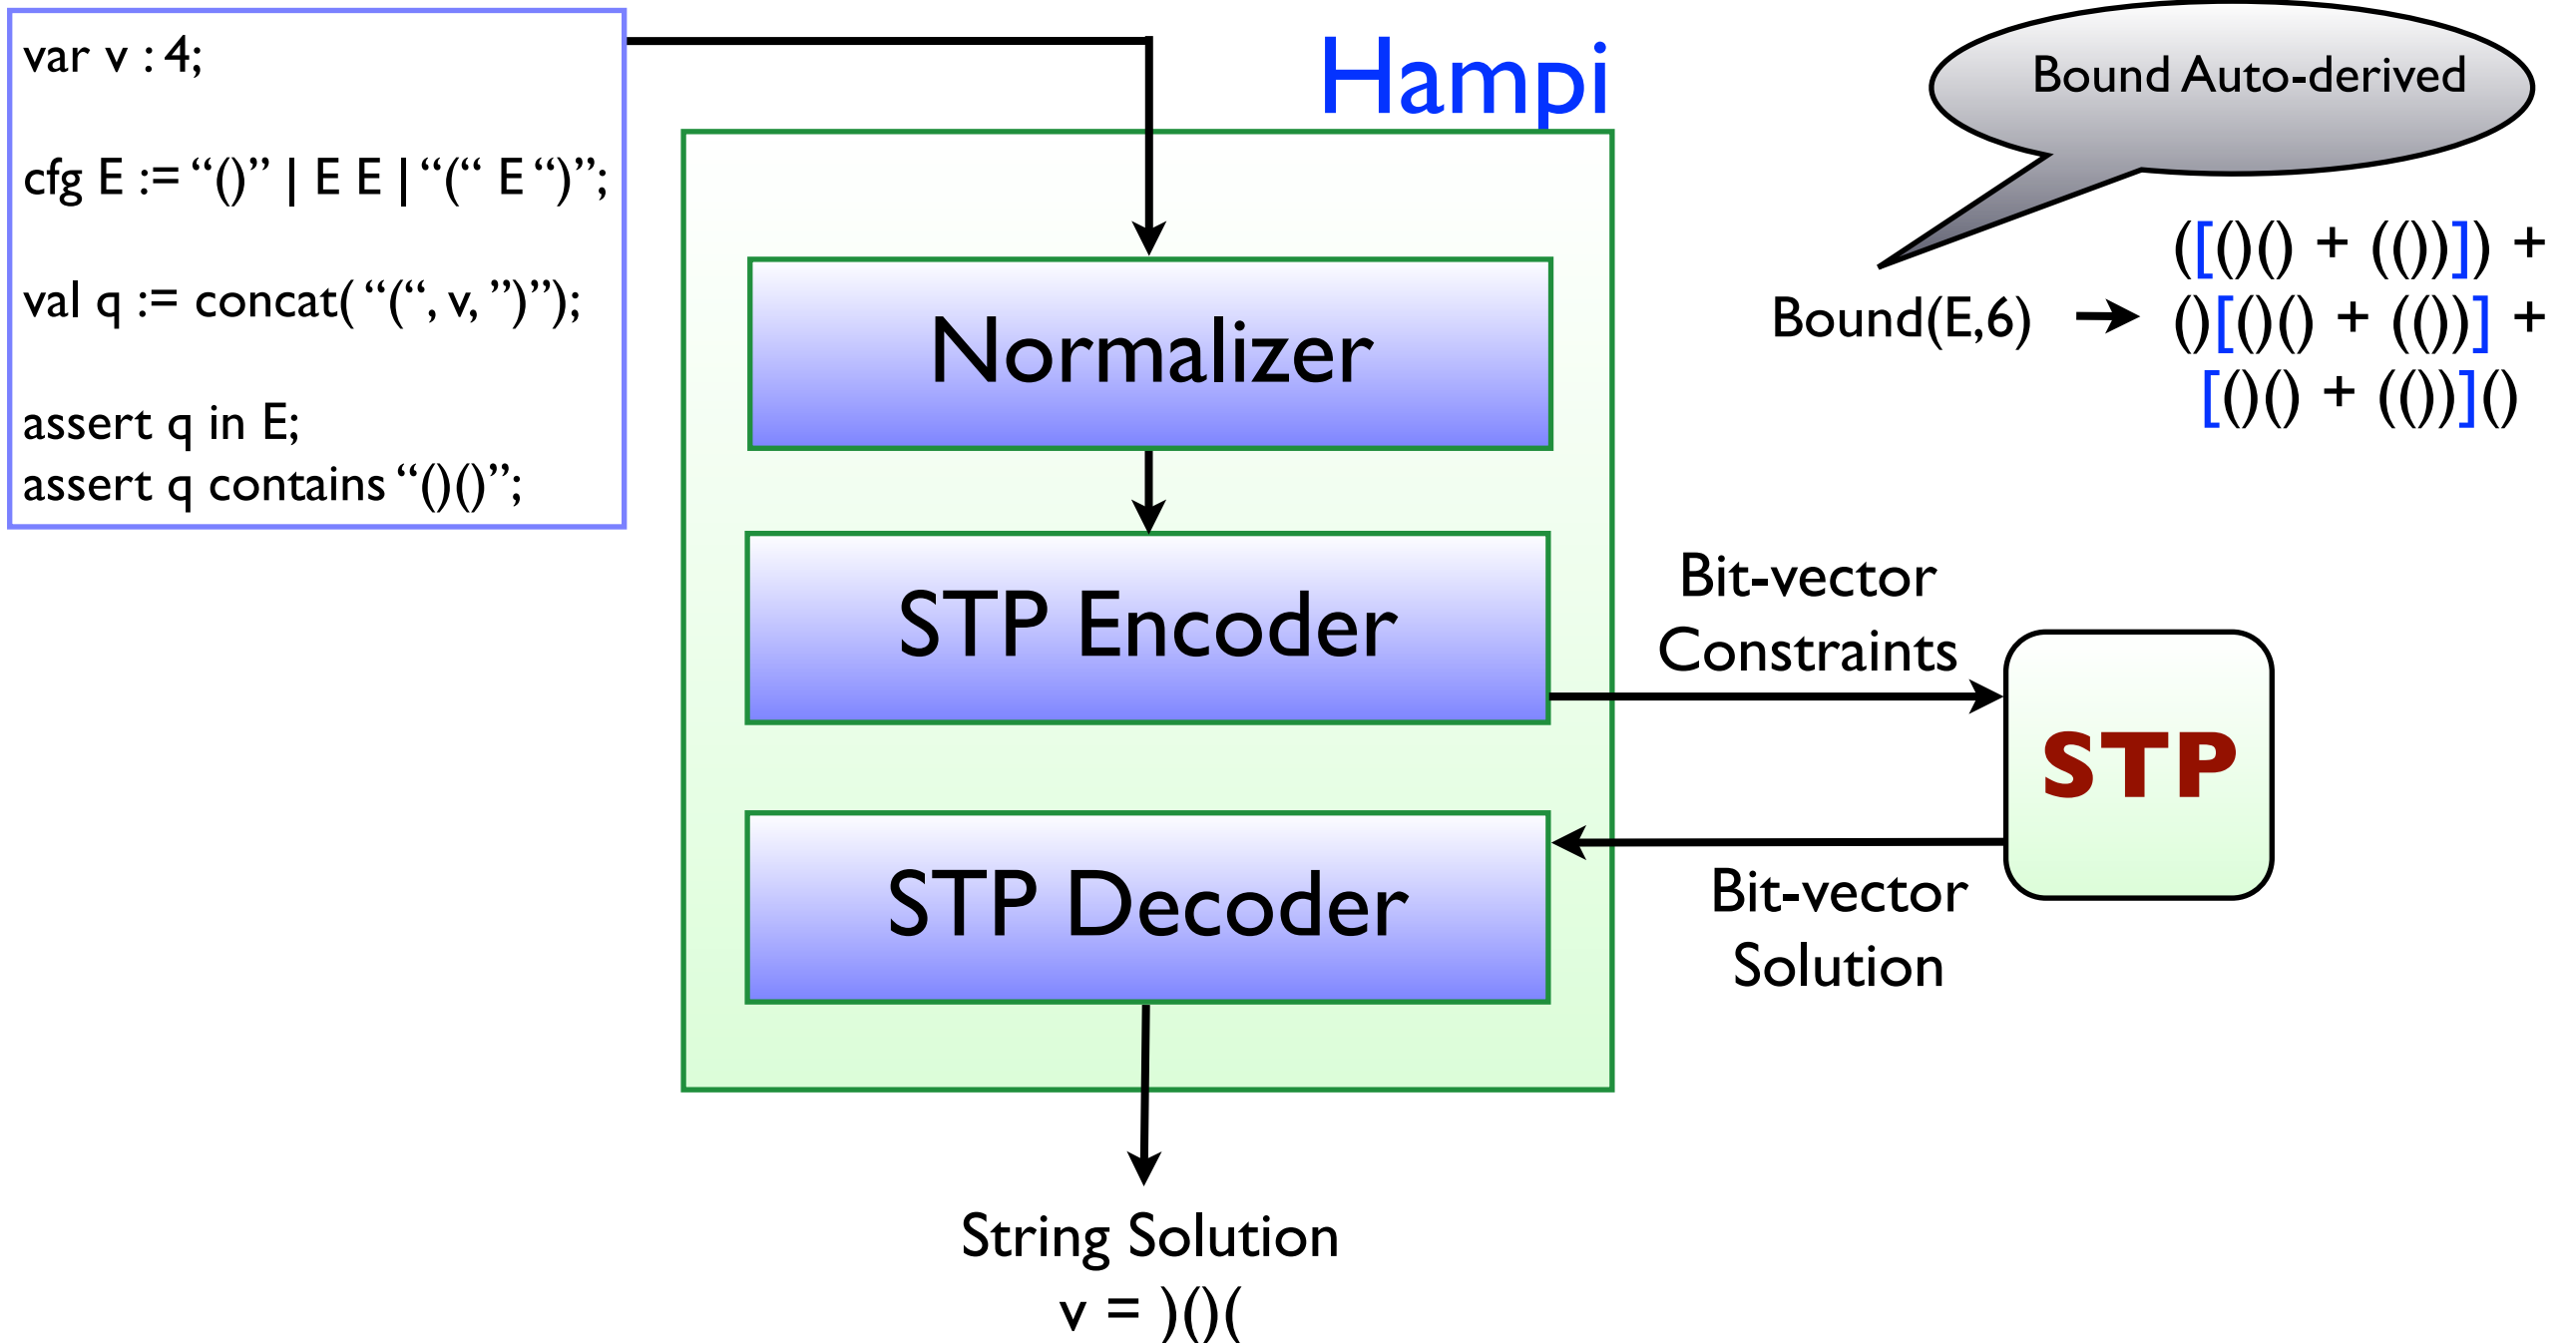 var v : 4;
cfg E := “()” | E E | “(“ E “)”;
val q := concat( “(“, v, ”)”);
assert q in E;
assert q contains “()()”;
Hampi
Normalizer
STP Encoder
STP Decoder
String Solution
v = )()(
Bound Auto-derived
Bound(E,6)
([()() + (())]) +
()[()() + (())] +
[()() + (())]()
Bit-vector
Constraints
STP
Bit-vector
Solution